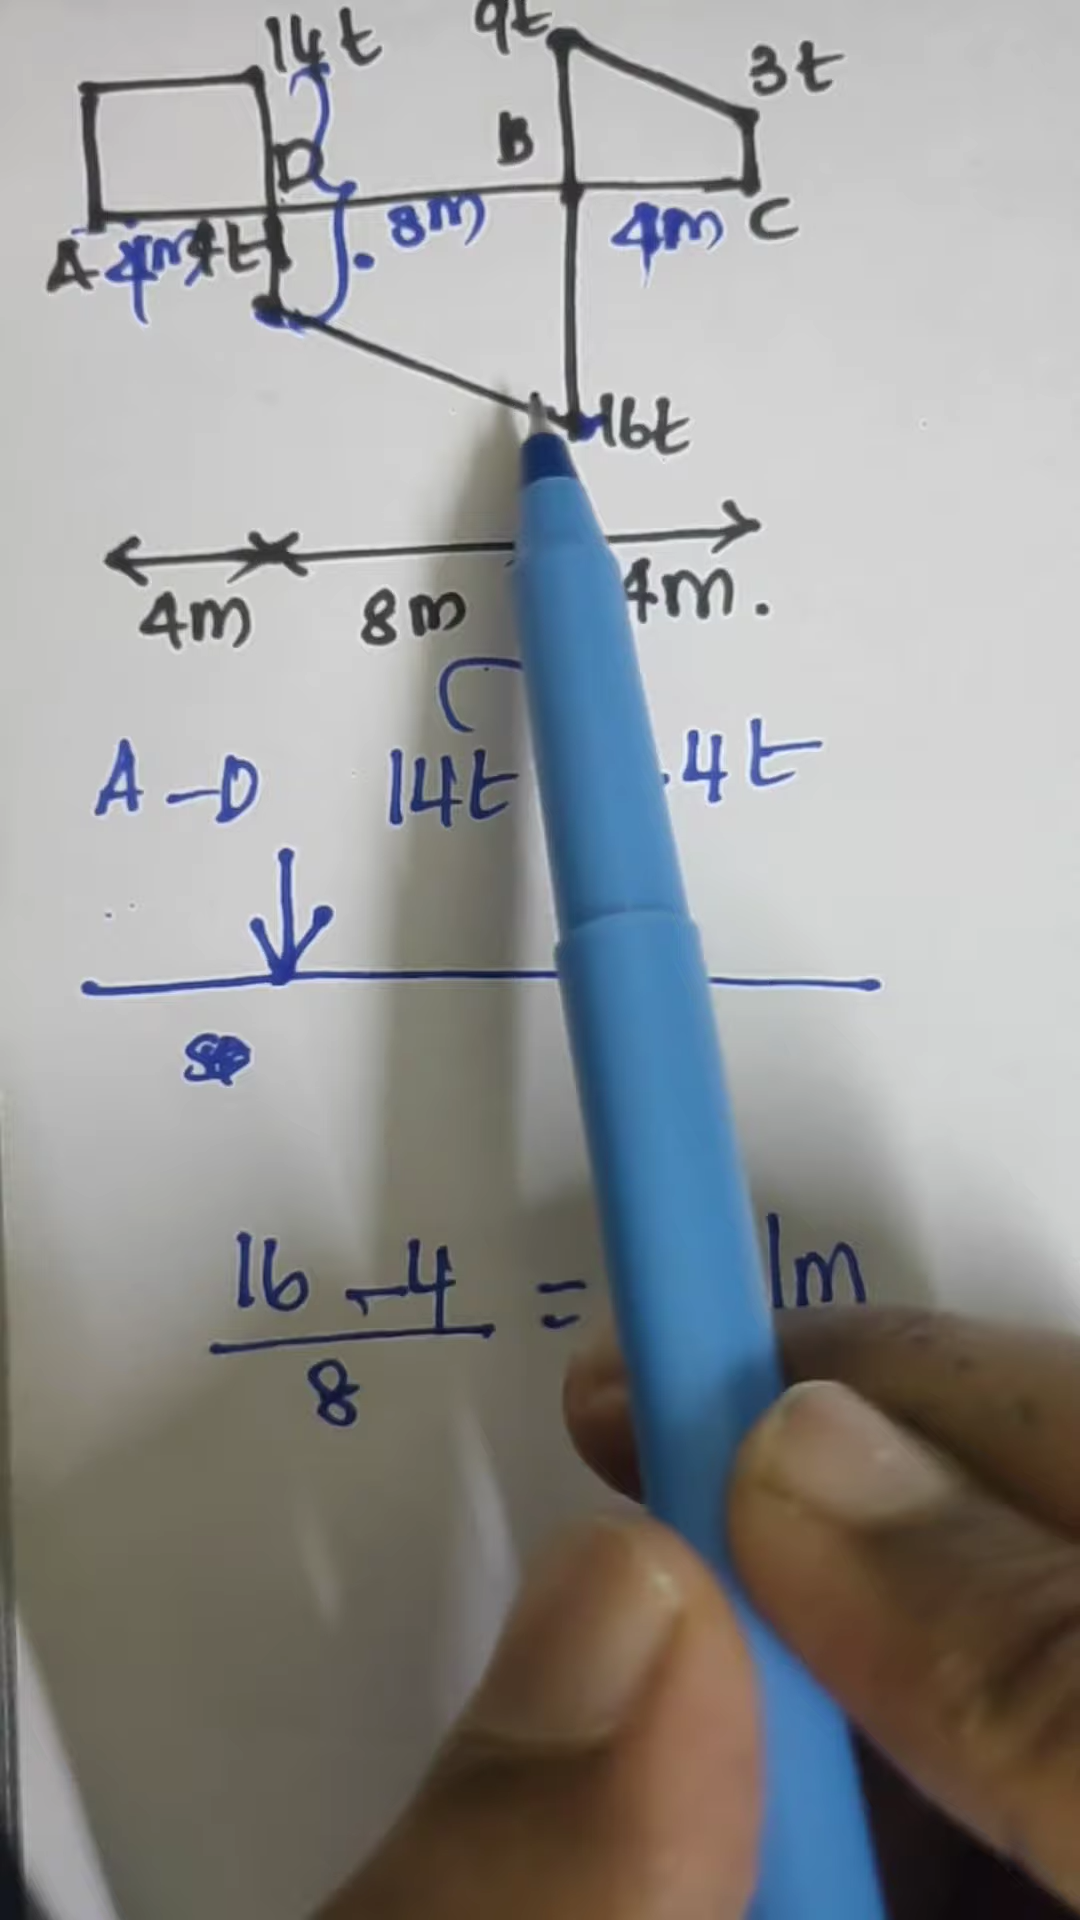 14t 9t 3t
D B
A 4m 4t 8m 4m C
16t
4m 8m 4m.
A-D 14t 4t
16-4 = 1m
8